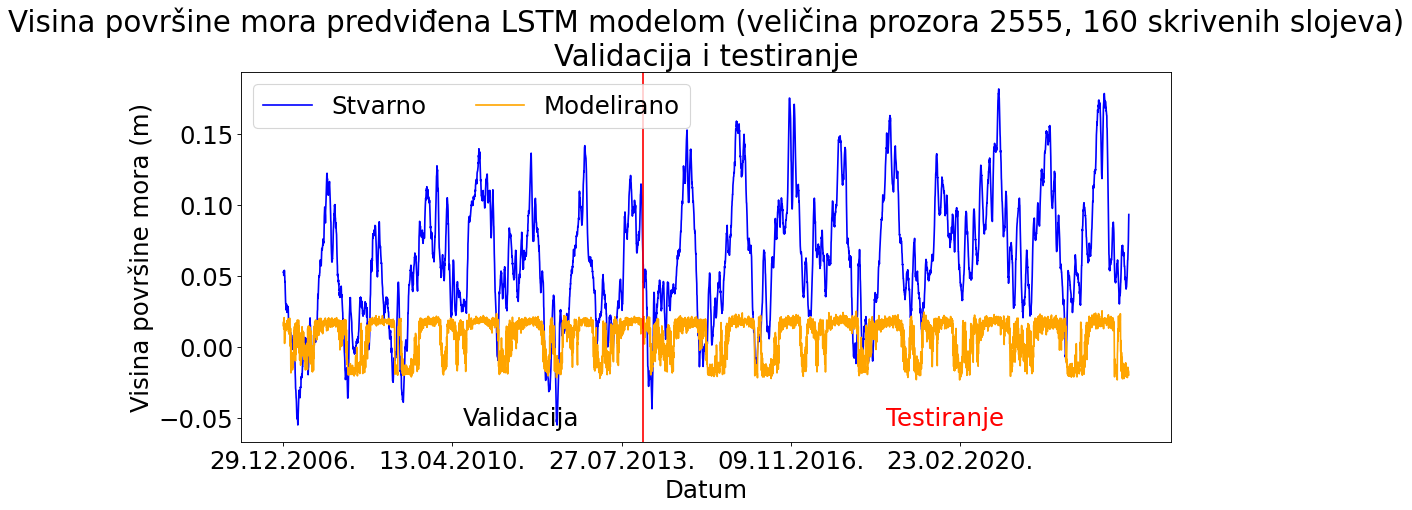 Visina površine mora predviđena LSTM modelom (veličina prozora 2555, 160 skrivenih slojeva)
Validacija i testiranje
Stvarno
Modelirano
Visina površine mora (m)
0.15
0.10
0.05
0.00
−0.05
Validacija
Testiranje
29.12.2006.
13.04.2010.
27.07.2013.
09.11.2016.
23.02.2020.
Datum